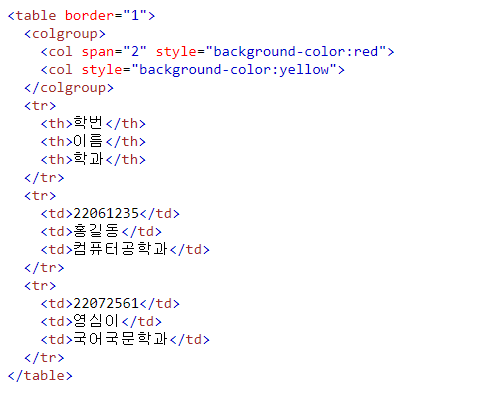 <table border="1">
  <colgroup>
    <col span="2" style="background-color:red">
    <col style="background-color:yellow">
  </colgroup>
  <tr>
    <th>학번</th>
    <th>이름</th>
    <th>학과</th>
  </tr>
  <tr>
    <td>22061235</td>
    <td>홍길동</td>
    <td>컴퓨터공학과</td>
  </tr>
  <tr>
    <td>22072561</td>
    <td>영심이</td>
    <td>국어국문학과</td>
  </tr>
</table>